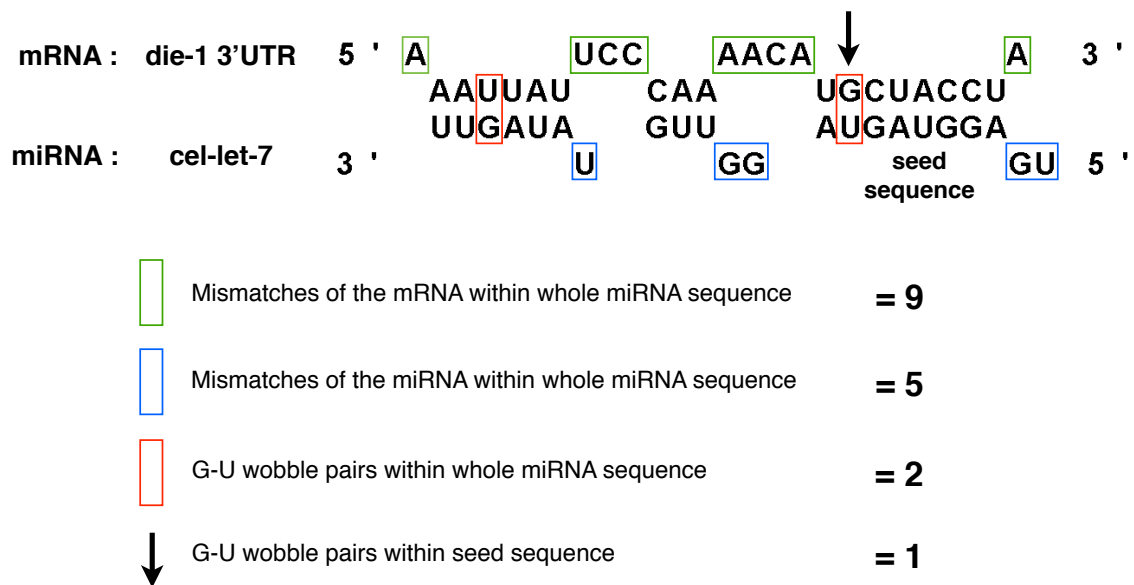 mRNA : die-1 3'UTR 5 ' A UCC AACA A 3 '
AAUUAU CAA UGCUACCU
UUGAUA GUU AUGAUGGA
miRNA : cel-let-7 3 ' U GG seed GU 5 '
sequence
Mismatches of the mRNA within whole miRNA sequence = 9
Mismatches of the miRNA within whole miRNA sequence = 5
G-U wobble pairs within whole miRNA sequence = 2
G-U wobble pairs within seed sequence = 1